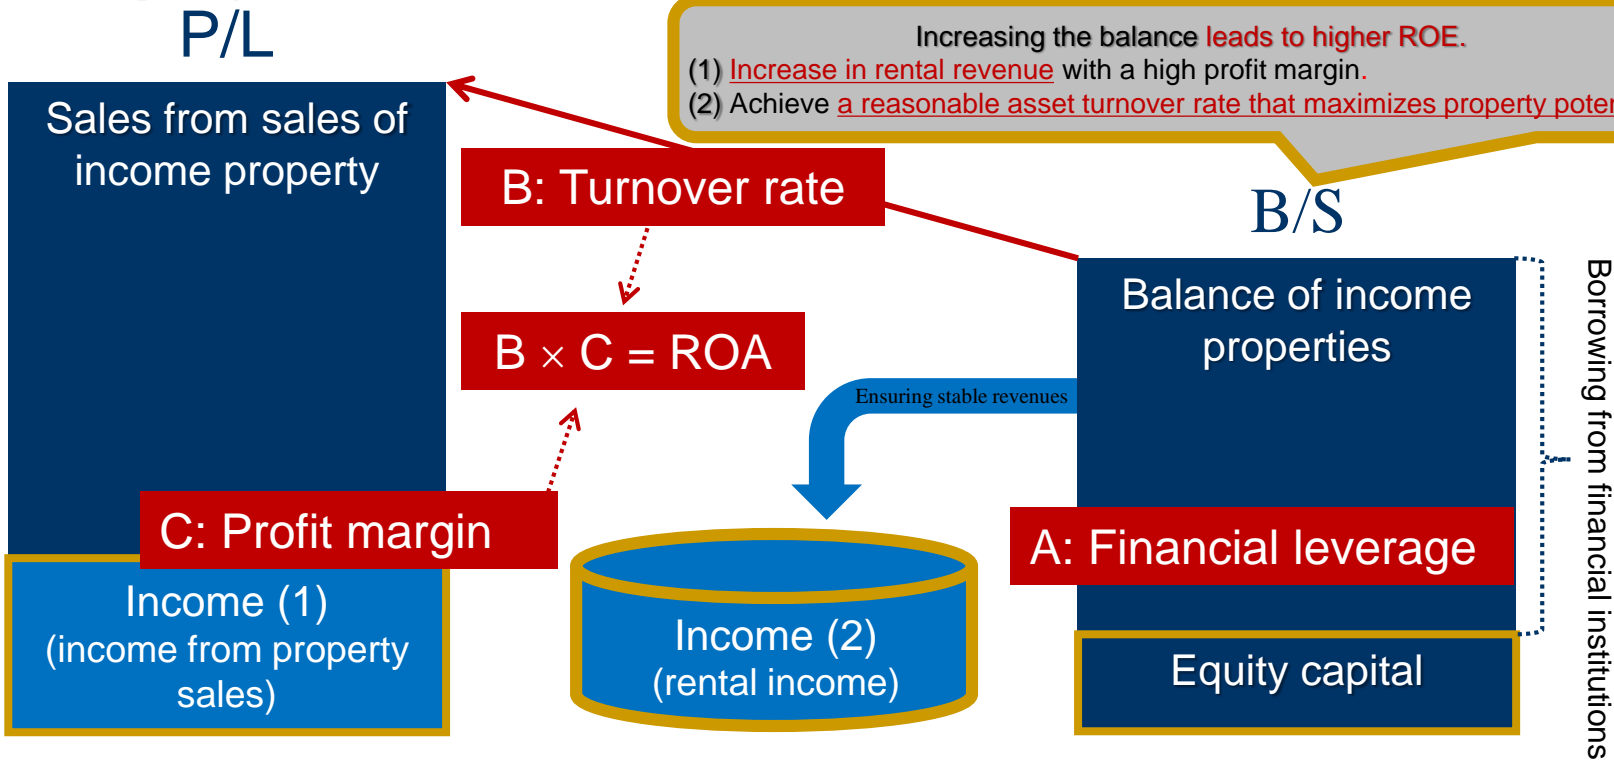 P/L
Increasing the balance leads to higher ROE.
(1) Increase in rental revenue with a high profit margin.
(2) Achieve a reasonable asset turnover rate that maximizes property
Sales from sales of
income property
B: Turnover rate
B/S
Balance of income
properties
B × C = ROA
Ensuring stable revenues
Borrowing from financial institutions
C: Profit margin
A: Financial leverage
Income (1)
(income from property
sales)
Income (2)
(rental income)
Equity capital